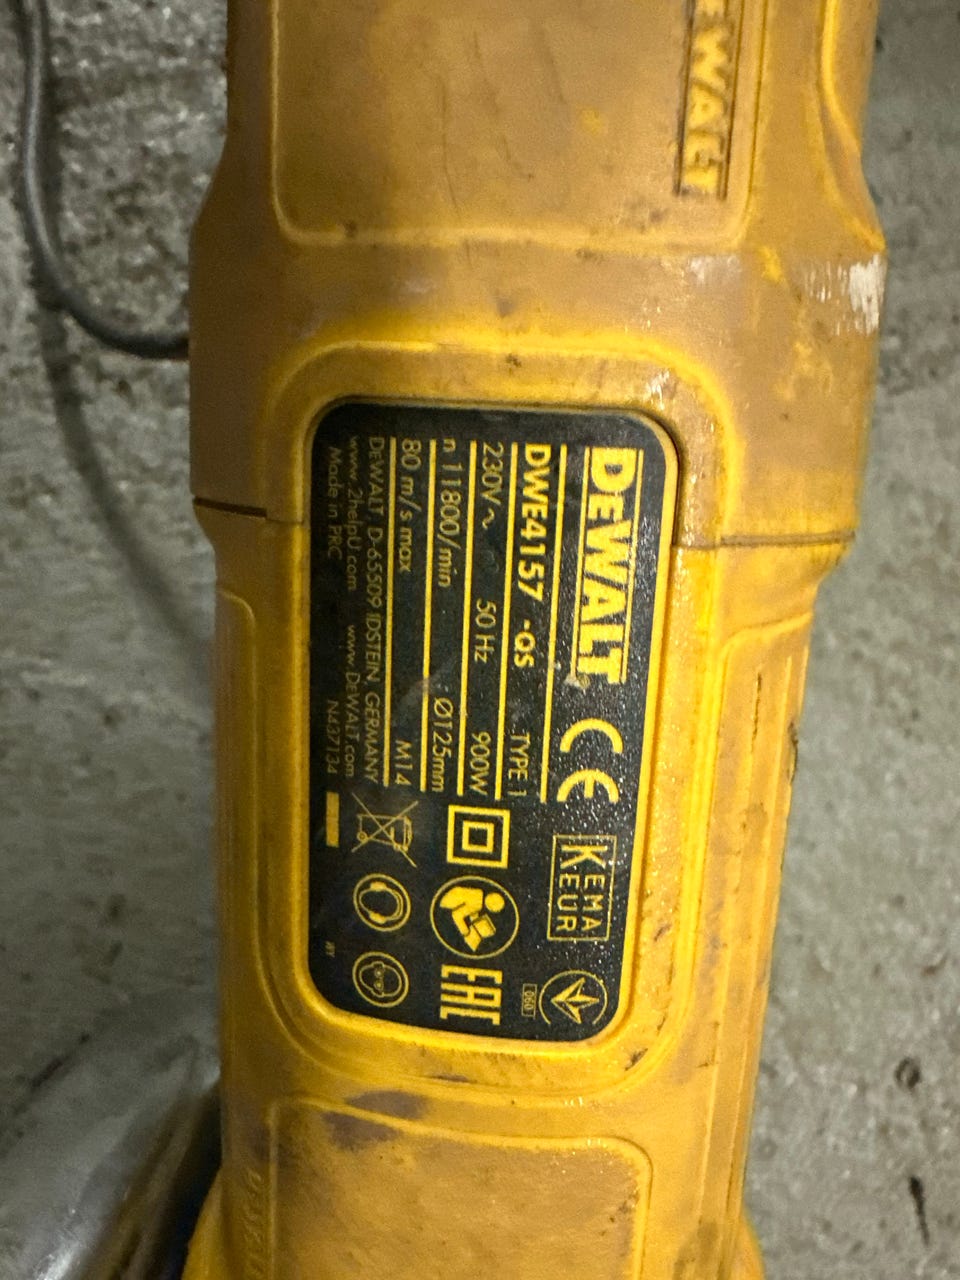 DEWALT
DEWALT CE KEMA KEUR
DWE4157 -QS TYPE 1
230V~ 50 Hz 900W
n 11800/min Ø125mm
80 m/s max M14
DEWALT D-65509 IDSTEIN, GERMANY
www.2helpU.com www.DEWALT.com
Made in PRC N437134
EAC